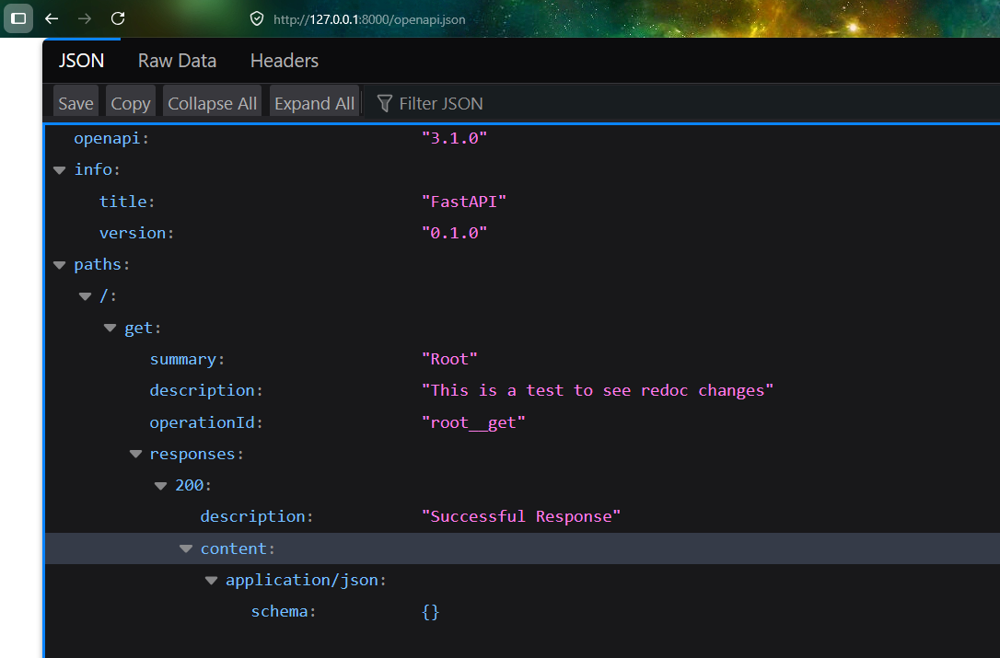 http://127.0.0.1:8000/openapi.json
JSON Raw Data Headers
Save Copy Collapse All Expand All Filter JSON
openapi: "3.1.0"
info:
title: "FastAPI"
version: "0.1.0"
paths:
/:
get:
summary: "Root"
description: "This is a test to see redoc changes"
operationId: "root__get"
responses:
200:
description: "Successful Response"
content:
application/json:
schema: {}